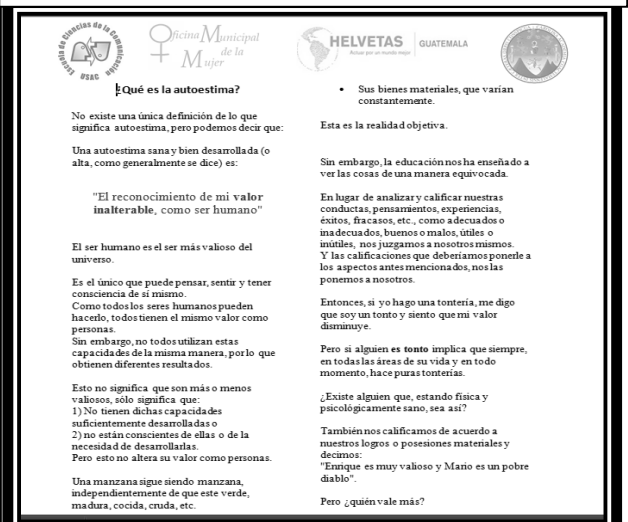 Escuela de Ciencias de la Comunicación
USAC
Oficina Municipal
de la
Mujer
HELVETAS
GUATEMALA
Actuar por un mundo mejor
¿Qué es la autoestima?
No existe una única definición de lo que
significa autoestima, pero podemos decir que:
Una autoestima sana y bien desarrollada (o
alta, como generalmente se dice) es:
"El reconocimiento de mi valor
inalterable, como ser humano"
El ser humano es el ser más valioso del
universo.
Es el único que puede pensar, sentir y tener
consciencia de sí mismo.
Como todos los seres humanos pueden
hacerlo, todos tienen el mismo valor como
personas.
Sin embargo, no todos utilizan estas
capacidades de la misma manera, por lo que
obtienen diferentes resultados.
Esto no significa que son más o menos
valiosos, sólo significa que:
1) No tienen dichas capacidades
suficientemente desarrolladas o
2) no están conscientes de ellas o de la
necesidad de desarrollarlas.
Pero esto no altera su valor como personas.
Una manzana sigue siendo manzana,
independientemente de que este verde,
madura, cocida, cruda, etc.
• Sus bienes materiales, que varían
constantemente.
Esta es la realidad objetiva.
Sin embargo, la educación nos ha enseñado a
ver las cosas de una manera equivocada.
En lugar de analizar y calificar nuestras
conductas, pensamientos, experiencias,
éxitos, fracasos, etc., como adecuados o
inadecuados, buenos o malos, útiles o
inútiles, nos juzgamos a nosotros mismos.
Y las calificaciones que deberíamos ponerle a
los aspectos antes mencionados, nos las
ponemos a nosotros.
Entonces, si yo hago una tontería, me digo
que soy un tonto y siento que mi valor
disminuye.
Pero si alguien es tonto implica que siempre,
en todas las áreas de su vida y en todo
momento, hace puras tonterías.
¿Existe alguien que, estando física y
psicológicamente sano, sea así?
También nos calificamos de acuerdo a
nuestros logros o posesiones materiales y
decimos:
"Enrique es muy valioso y Mario es un pobre
diablo".
Pero ¿quién vale más?